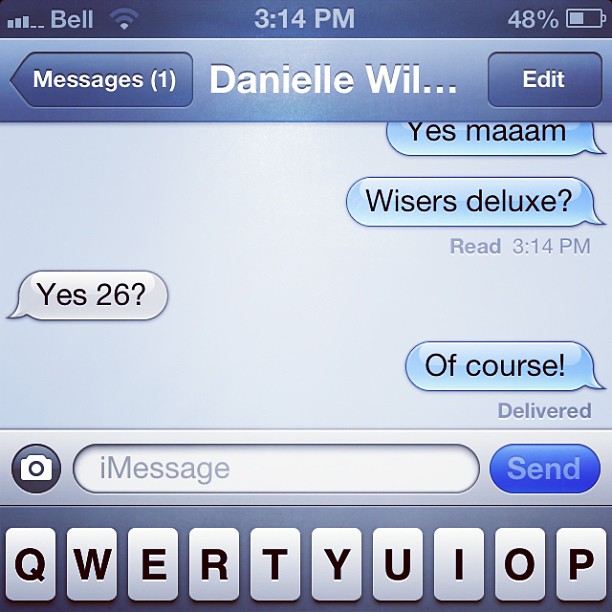 Bell 3:14 PM 48%
Messages (1) Danielle Wil... Edit
Yes maaam
Wisers deluxe?
Read 3:14 PM
Yes 26?
Of course!
Delivered
iMessage Send
Q W E R T Y U I O P